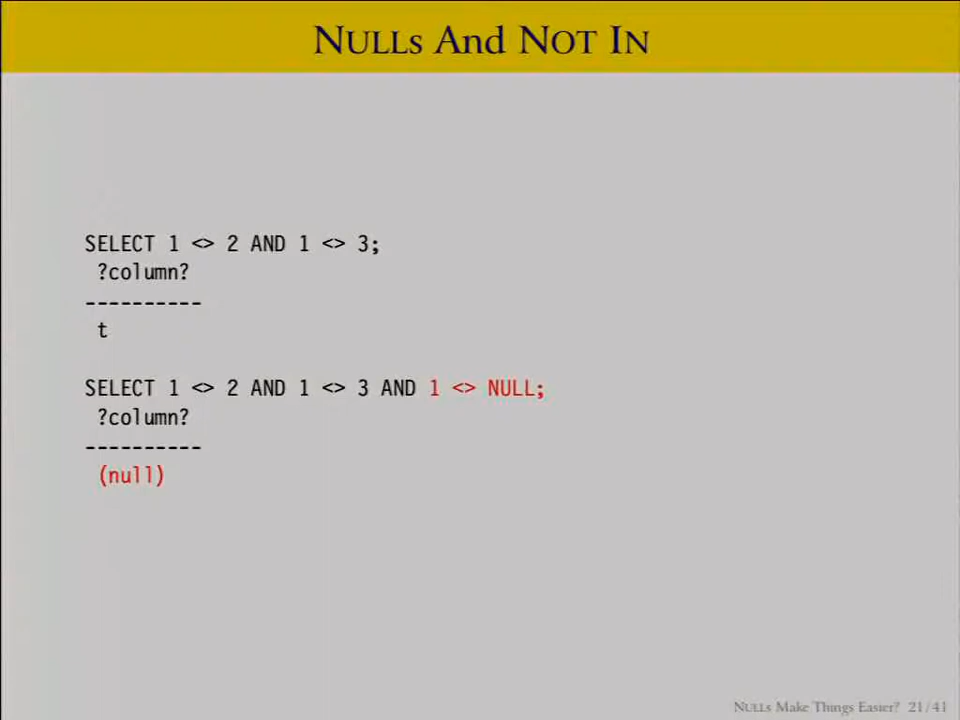 NULLs And NOT IN
SELECT 1 <> 2 AND 1 <> 3;
?column?
----------
t
SELECT 1 <> 2 AND 1 <> 3 AND 1 <> NULL;
?column?
----------
(null)
NULLs Make Things Easier? 21/41